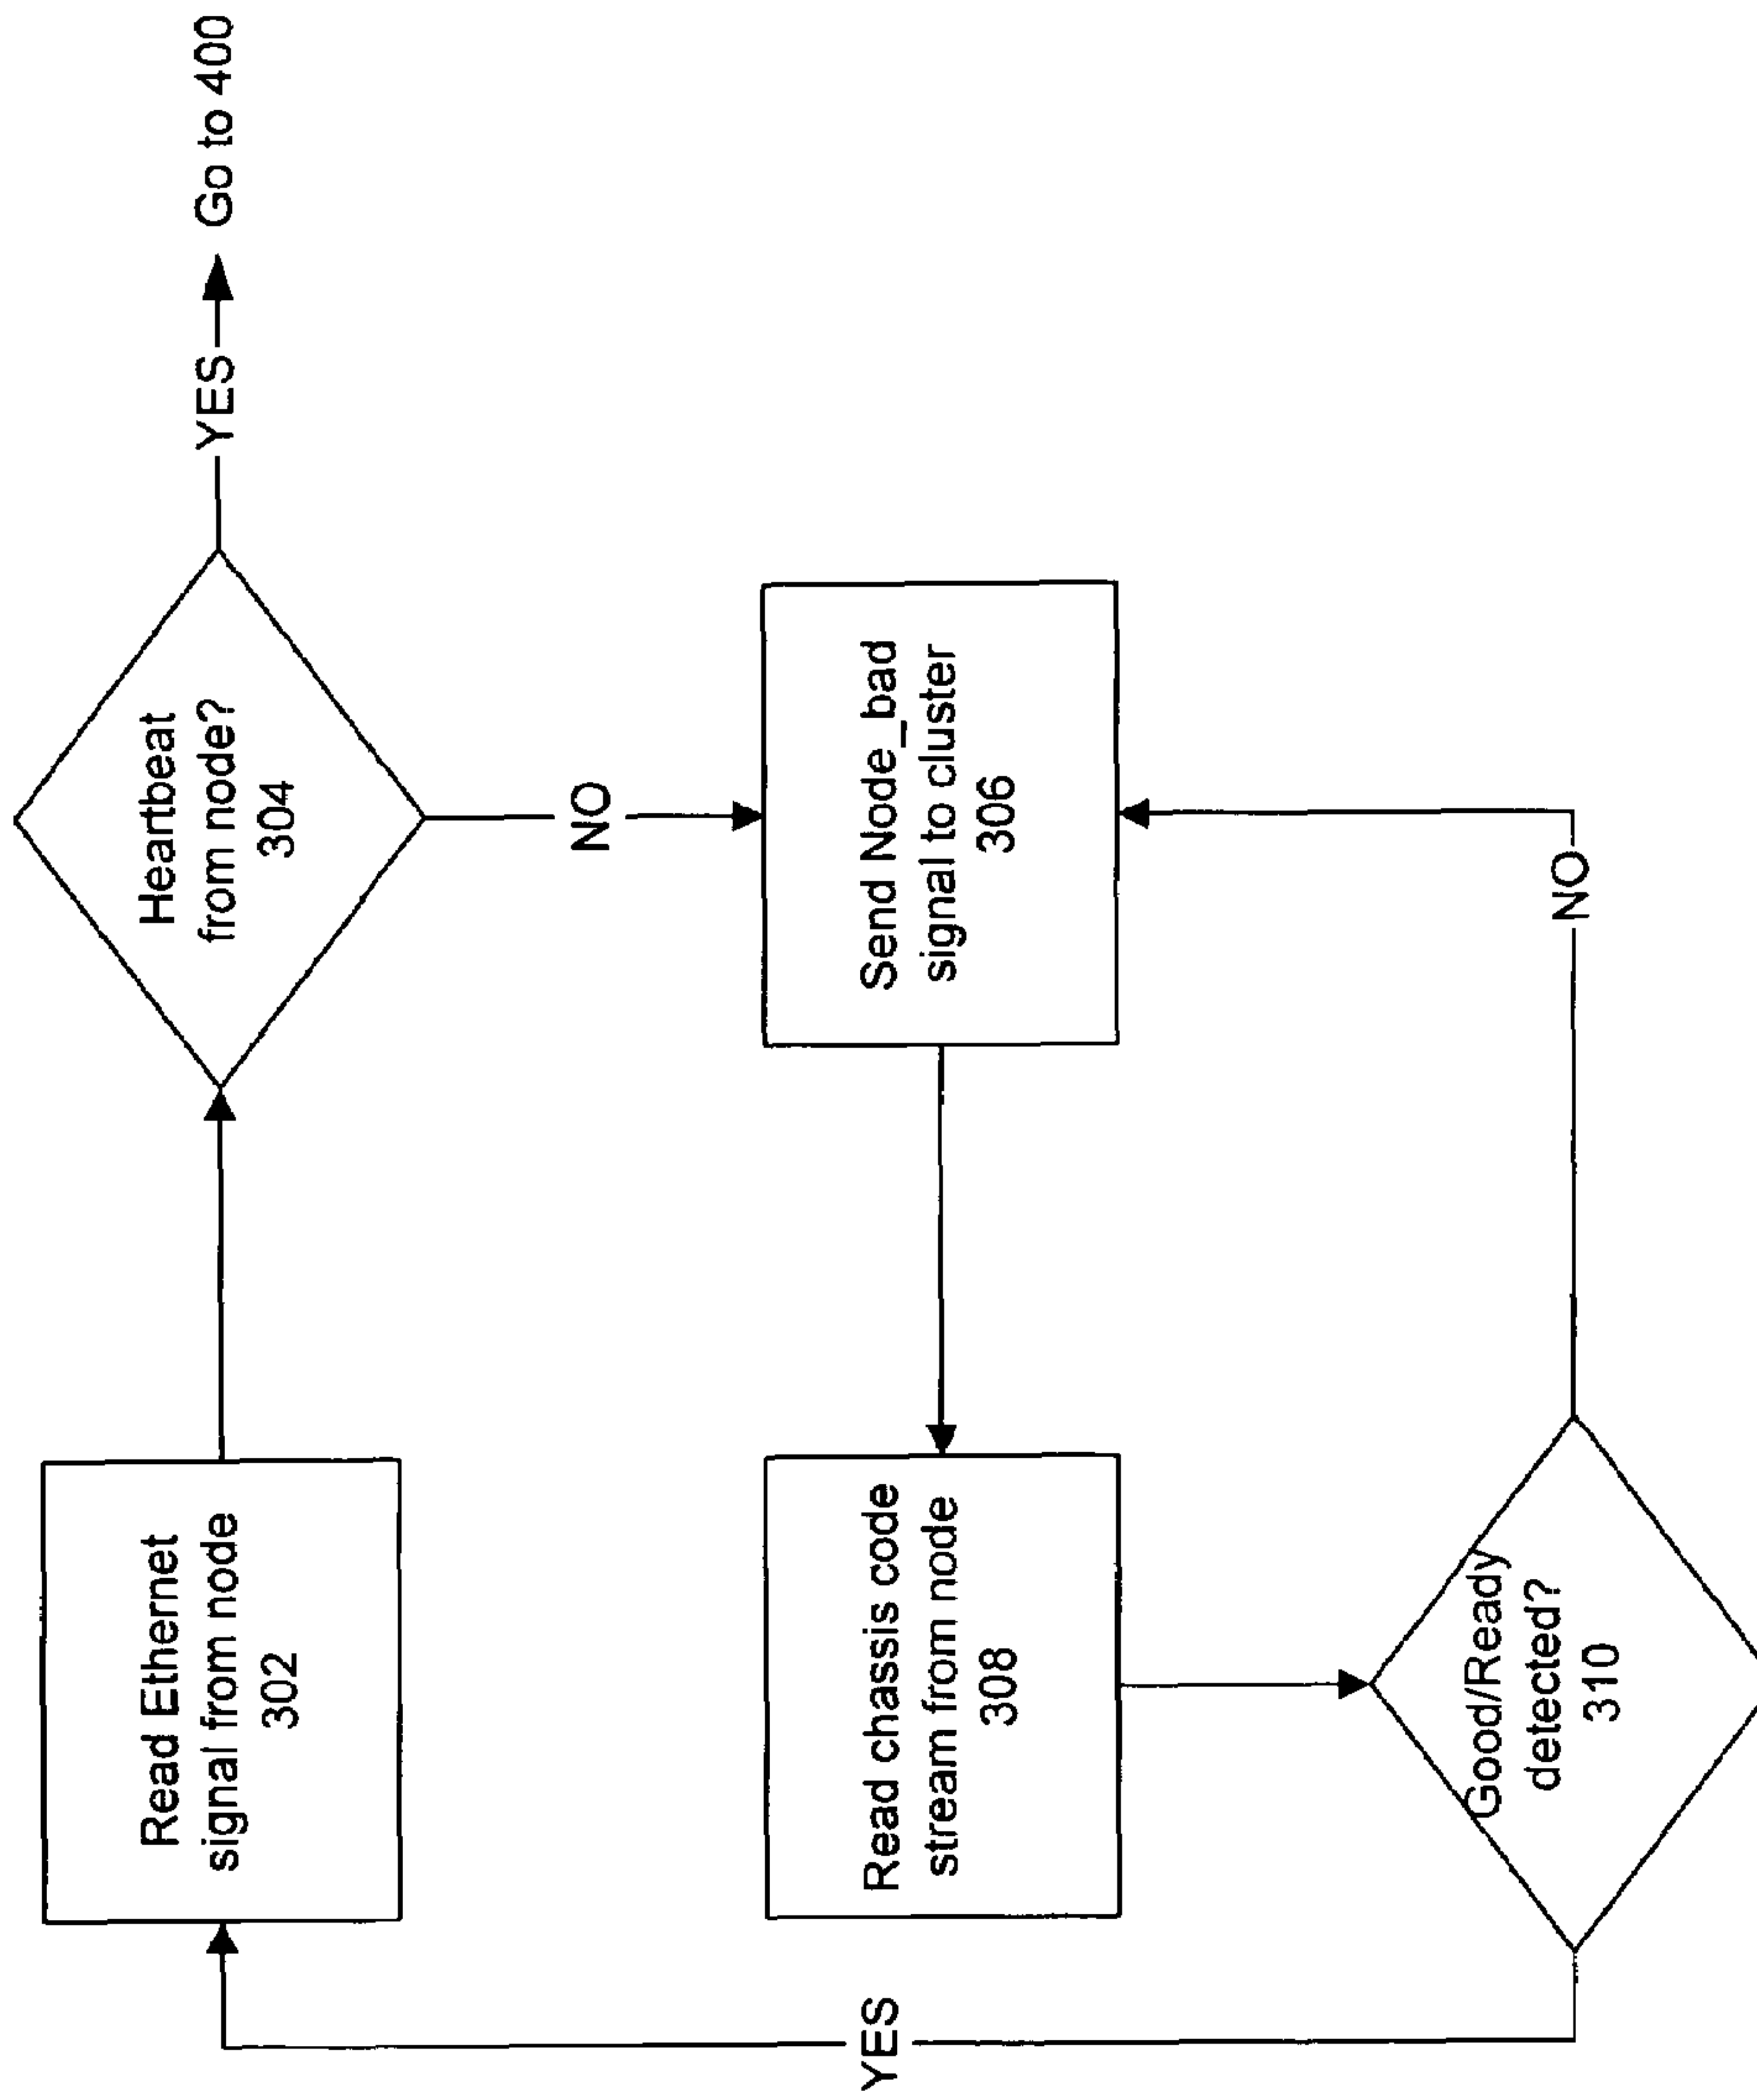 Read Ethernet
signal from node
302
Heartbeat
from node?
304
YES
Go to 400
NO
Read chassis code
stream from node
308
Send Node_bad
signal to cluster
306
YES
Good/Ready
detected?
310
NO